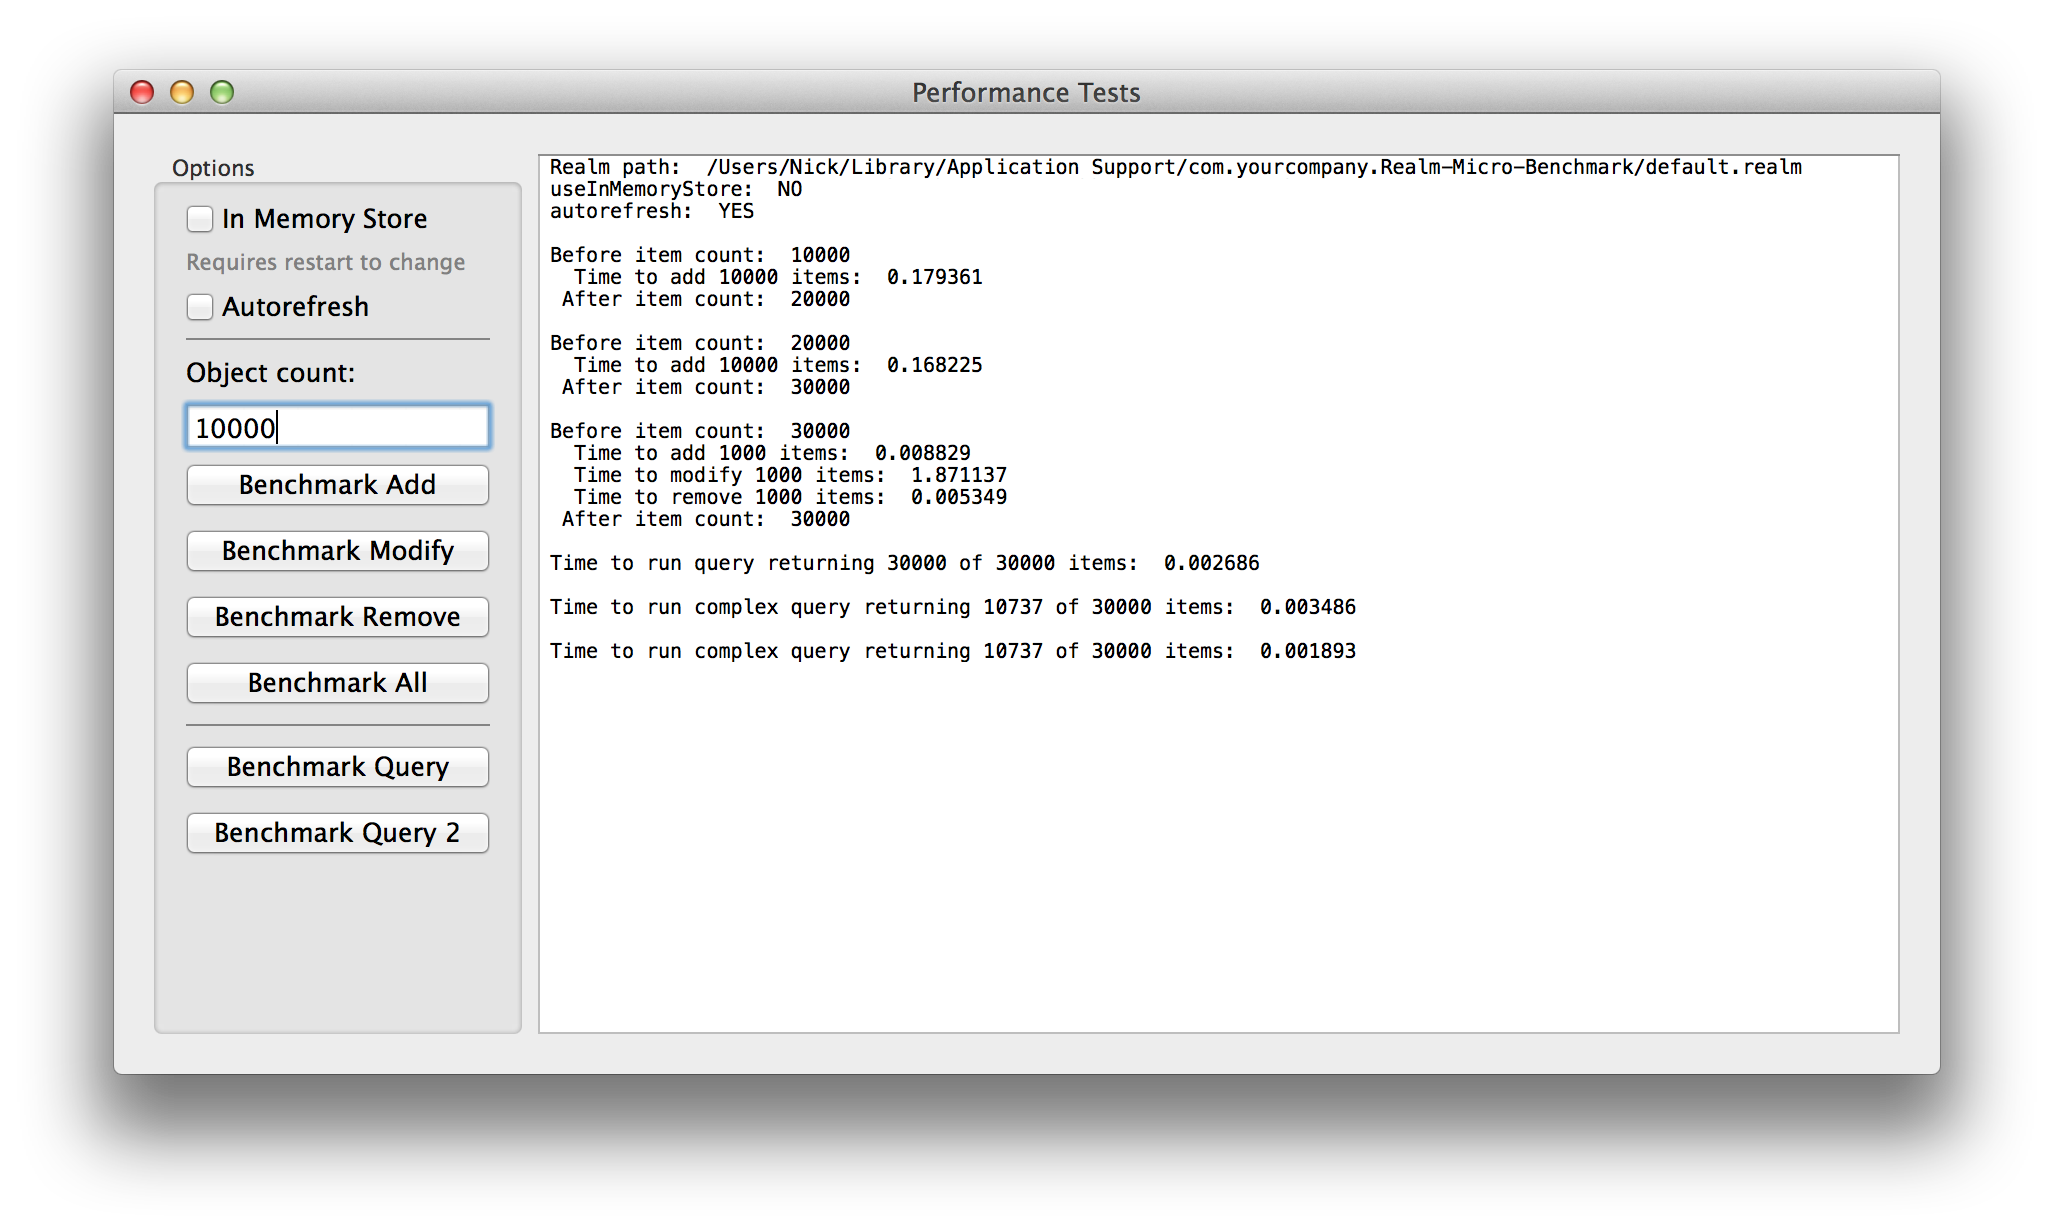 Performance Tests
Options
In Memory Store
Requires restart to change
Autorefresh
Object count:
10000
Benchmark Add
Benchmark Modify
Benchmark Remove
Benchmark All
Benchmark Query
Benchmark Query 2
Realm path:  /Users/Nick/Library/Application Support/com.yourcompany.Realm-Micro-Benchmark/default.realm
useInMemoryStore:  NO
autorefresh:  YES
Before item count:  10000
Time to add 10000 items:  0.179361
After item count:  20000
Before item count:  20000
Time to add 10000 items:  0.168225
After item count:  30000
Before item count:  30000
Time to add 1000 items:  0.008829
Time to modify 1000 items:  1.871137
Time to remove 1000 items:  0.005349
After item count:  30000
Time to run query returning 30000 of 30000 items:  0.002686
Time to run complex query returning 10737 of 30000 items:  0.003486
Time to run complex query returning 10737 of 30000 items:  0.001893